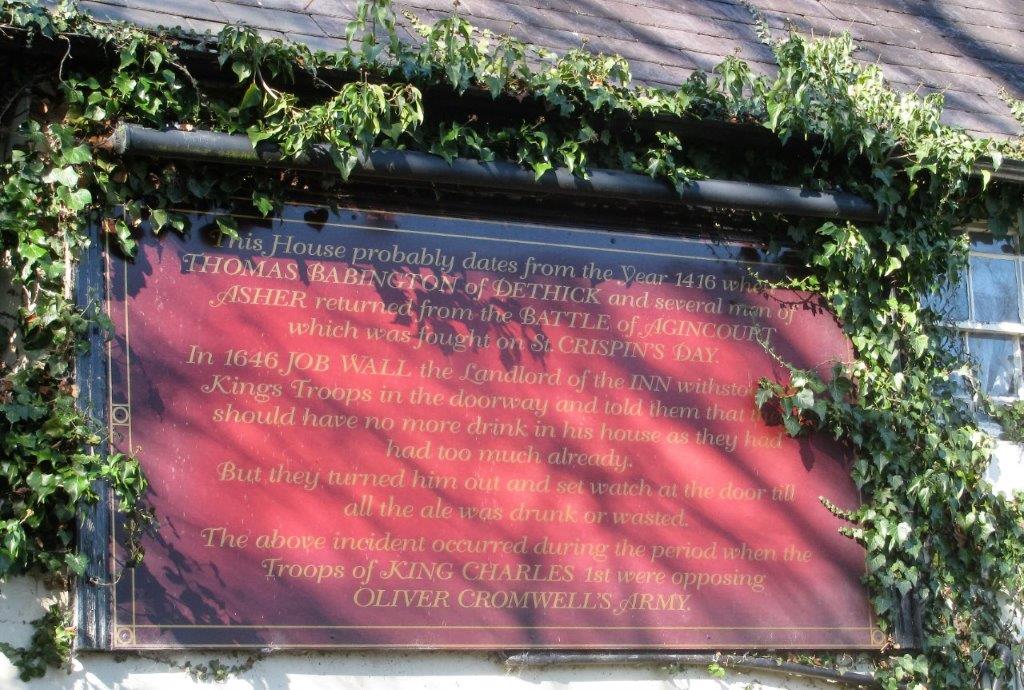 This House probably dates from the Year 1416 when
THOMAS BABINGTON of DETHICK and several men of
ASHER returned from the BATTLE of AGINCOURT
which was fought on St. CRISPIN'S DAY.
In 1646 JOB WALL the Landlord of the INN withstood
Kings Troops in the doorway and told them that
should have no more drink in his house as they had
had too much already.
But they turned him out and set watch at the door till
all the ale was drunk or wasted.
The above incident occurred during the period when the
Troops of KING CHARLES 1st were opposing
OLIVER CROMWELL'S ARMY.